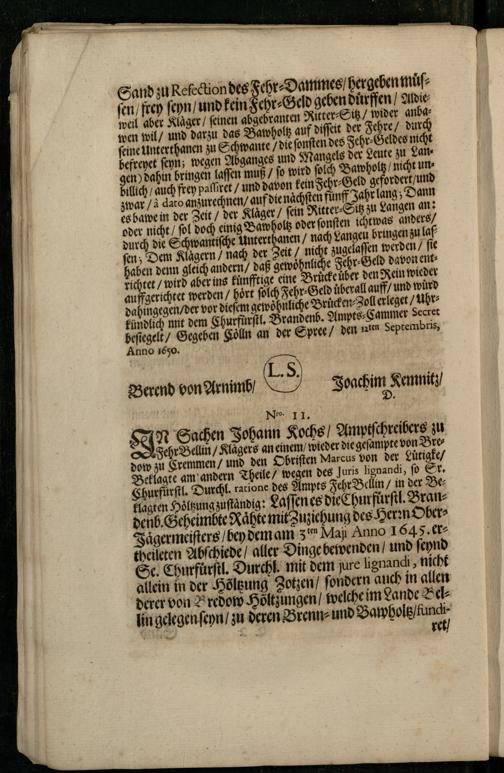 Sand zu Refection des Fehr-Dammes / hergeben müs-
sen / frey seyn / und kein Fehr-Geld geben dürffen / Aldie-
weil aber Kläger / seinen abgebranten Ritter-Sitz / wider anba-
wen wil / und darzu das Bawholtz auf disseit der Fehre / durch
seine Unterthanen zu Schwante / die sonsten des Fehr-Geldes nicht
befreyet seyn; wegen Abganges und Mangels der Leute zu Lan-
gen / dahin bringen lassen muß / so wird solch Bawholtz / nicht un-
billich / auch frey passiret / und davon kein Fehr-Geld gefordert / und
zwar / à dato anzurechnen / auf die nächsten fünff Jahr lang; Dann
es bawe in der Zeit / der Kläger / sein Ritter-Sitz zu Langen an:
oder nicht / sol doch einig Bawholtz oder sonsten ichtwas anders /
durch die Schwantische Unterthanen / nach Langen bringen zu las-
sen; Dem Klägern / nach der Zeit / nicht zugelassen werden / sie
haben denn gleich andern / daß gewöhnliche Fehr-Geld davon ent-
richtet / wird aber ins künfftige eine Brücke über den Rein wieder
auffgerichtet werden / hört solch Fehr-Geld überall auff / und würd
dahingegen / der vor diesem gewöhnliche Brücken-Zoll erleget / Uhr-
kündlich mit dem Churfürstl. Brandenb. Ampts-Cammer Secret
besiegelt / Gegeben Cölln an der Spree / den 12ten Septembris,
Anno 1650.
L. S.
Berend von Arnimb / Joachim Kemnitz /
D.
Nro. 11.
IN Sachen Johann Kochs / Amptschreibers zu
FehrBellin / Klägers an einem / wieder die gesampte von Bre-
dow zu Cremmen / und den Obristen Marcus von der Lütigke /
Beklagte am andern Theile / wegen des Juris lignandi, so Sr.
Churfürstl. Durchl. ratione des Ampts FehrBellin / in der Be-
klagten Höltzung zuständig: Lassen es die Churfürstl. Bran-
denb. Geheimbte Rähte mit Zuziehung des Herrn Ober-
Jägermeisters / bey dem am 3ten Maji Anno 1645. er-
theileten Abschiede / aller Dinge bewenden / und seynd
Se. Churfürstl. Durchl. mit dem jure lignandi, nicht
allein in der Höltzung Zotzen / sondern auch in allen
derer von Bredow Höltzungen / welche im Lande Bel-
lin gelegen seyn / zu deren Brenn- und Bawholtz / fundi-
ret /